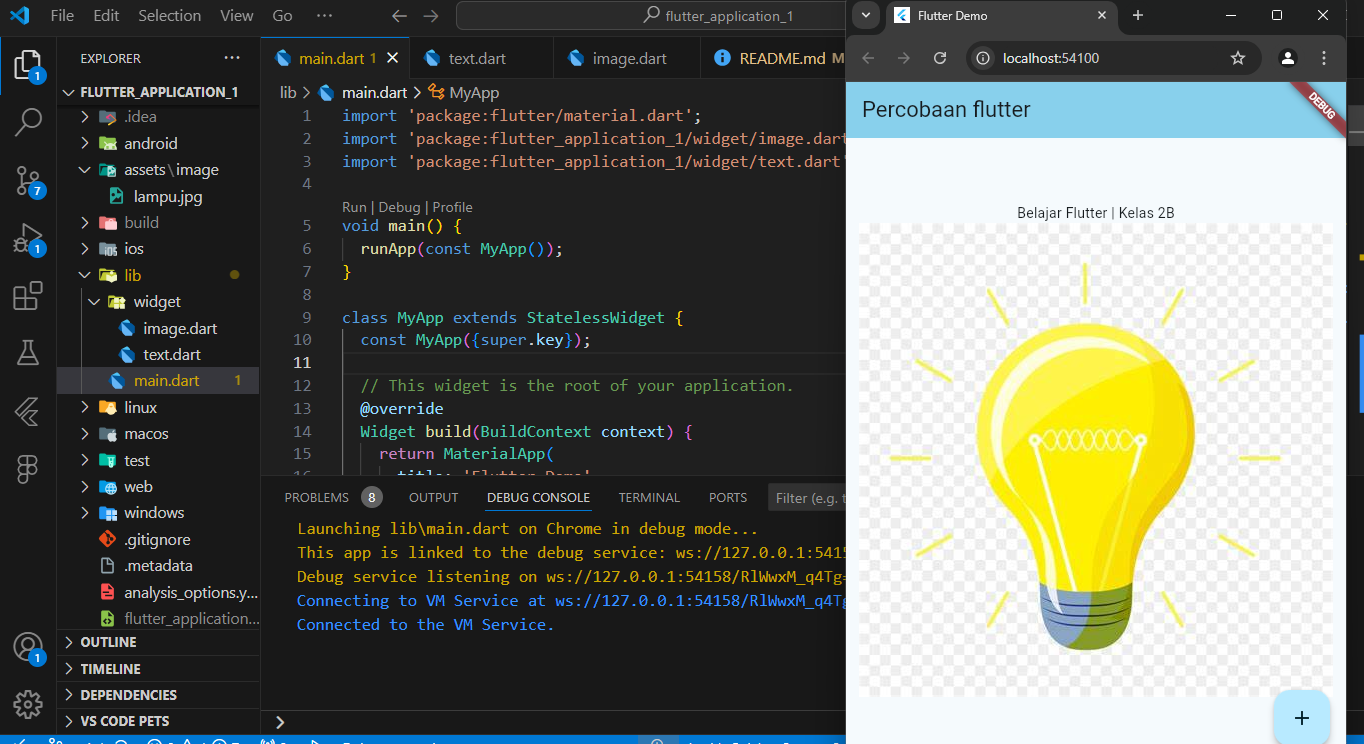 File Edit Selection View Go ··· flutter_application_1
EXPLORER ···
FLUTTER_APPLICATION_1
.idea
android
assets\image
lampu.jpg
build
ios
lib
widget
image.dart
text.dart
main.dart 1
linux
macos
test
web
windows
.gitignore
.metadata
analysis_options.y...
flutter_application...
OUTLINE
TIMELINE
DEPENDENCIES
VS CODE PETS
1
7
1
1
main.dart 1 text.dart image.dart README.md M
lib > main.dart > MyApp
1 import 'package:flutter/material.dart';
2 import 'package:flutter_application_1/widget/image.dart
3 import 'package:flutter_application_1/widget/text.dart'
4
Run | Debug | Profile
5 void main() {
6 runApp(const MyApp());
7 }
8
9 class MyApp extends StatelessWidget {
10 const MyApp({super.key});
11
12 // This widget is the root of your application.
13 @override
14 Widget build(BuildContext context) {
15 return MaterialApp(
16 title: 'Flutter Demo'
PROBLEMS 8 OUTPUT DEBUG CONSOLE TERMINAL PORTS Filter (e.g. t
Launching lib\main.dart on Chrome in debug mode...
This app is linked to the debug service: ws://127.0.0.1:5415
Debug service listening on ws://127.0.0.1:54158/RlWwxM_q4Tg=
Connecting to VM Service at ws://127.0.0.1:54158/RlWwxM_q4Tg
Connected to the VM Service.
Flutter Demo
localhost:54100
Percobaan flutter
DEBUG
Belajar Flutter | Kelas 2B